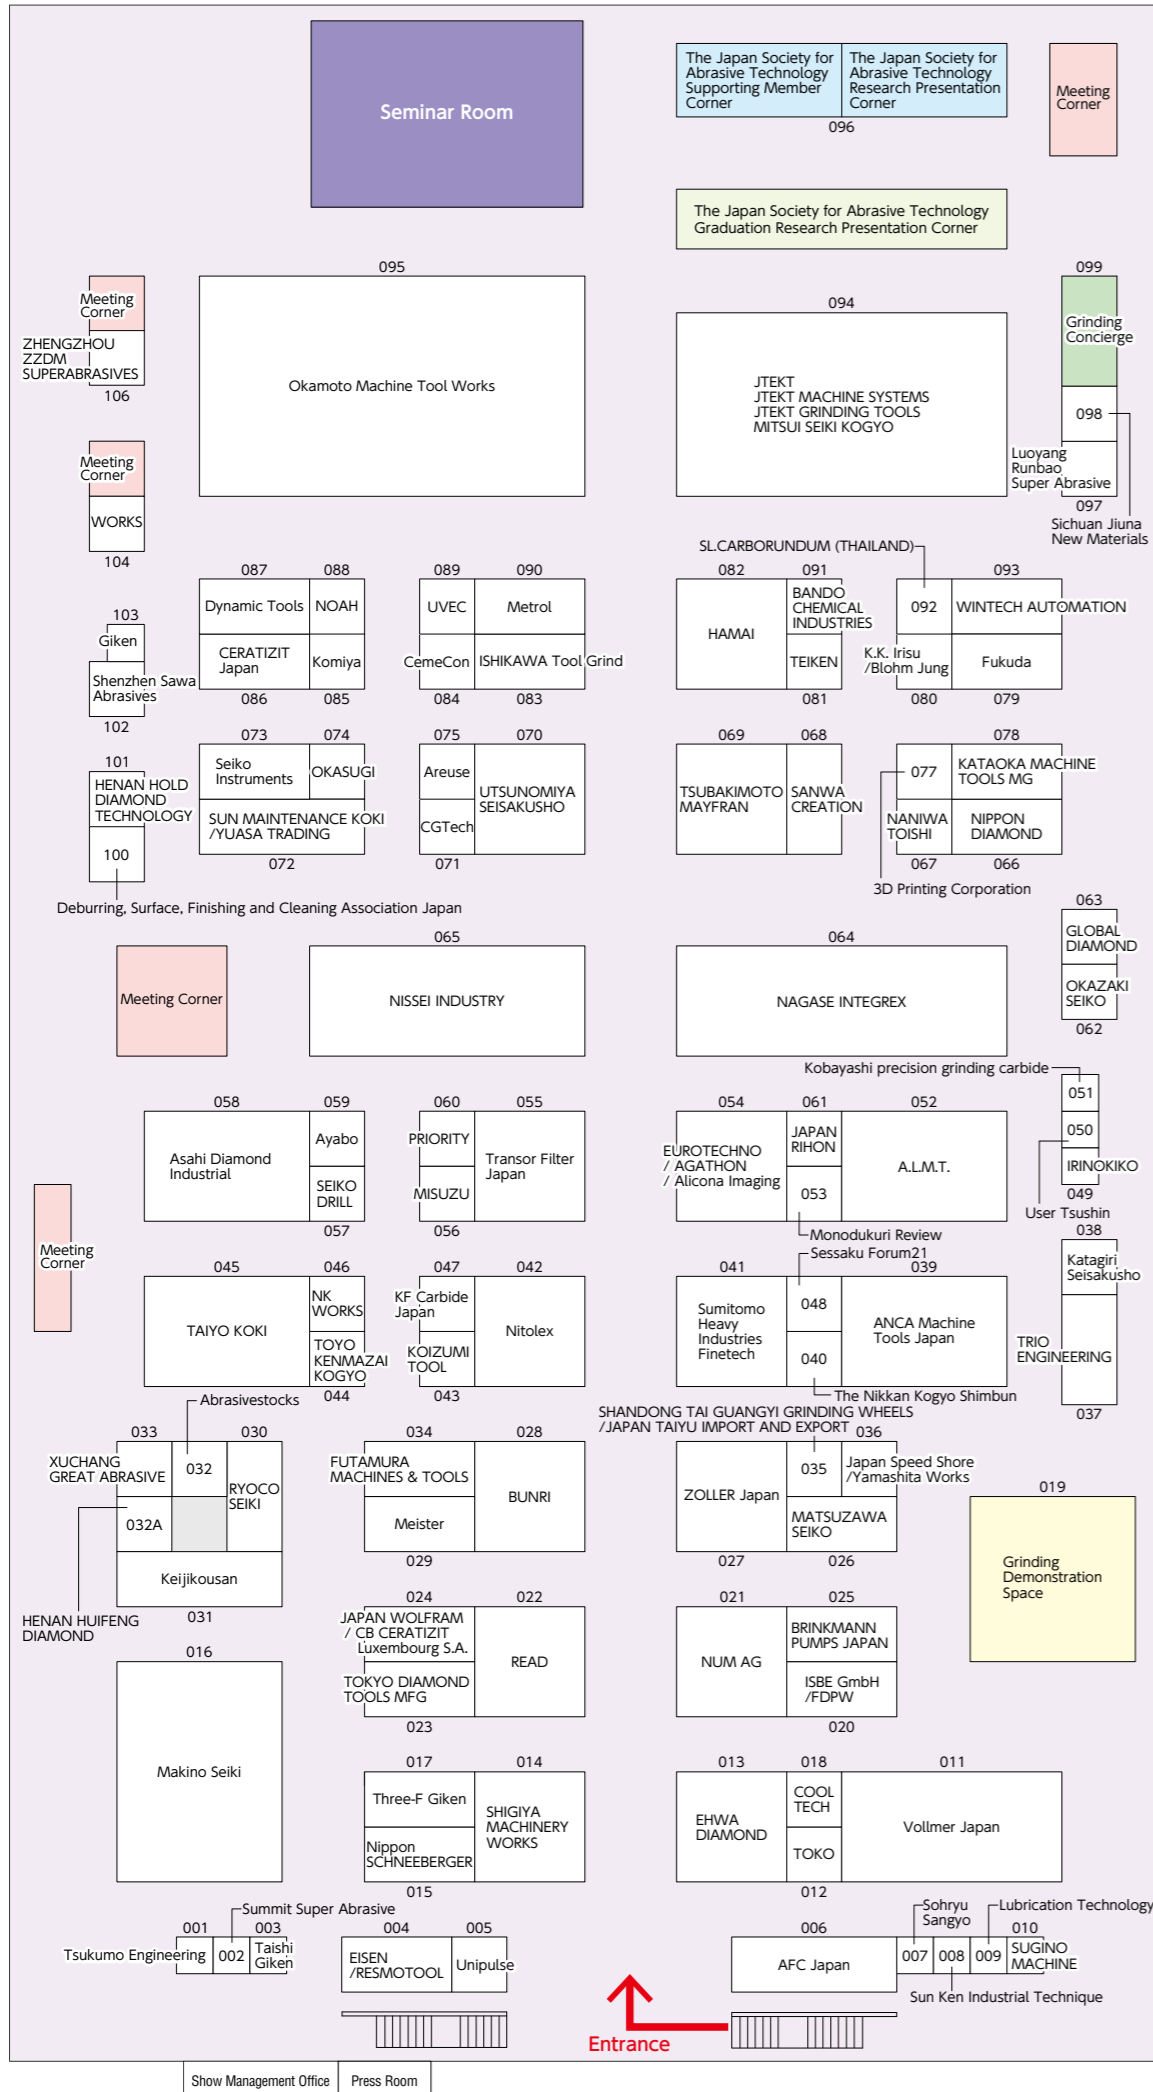 Seminar Room
The Japan Society for
Abrasive Technology
Supporting Member
Corner
The Japan Society for
Abrasive Technology
Research Presentation
Corner
096
Meeting
Corner
The Japan Society for Abrasive Technology
Graduation Research Presentation Corner
095
Okamoto Machine Tool Works
094
JTEKT
JTEKT MACHINE SYSTEMS
JTEKT GRINDING TOOLS
MITSUI SEIKI KOGYO
099
Grinding
Concierge
098
Luoyang
Runbao
Super Abrasive
097
Sichuan Jiuna
New Materials
Meeting
Corner
ZHENGZHOU
ZZDM
SUPERABRASIVES
106
Meeting
Corner
WORKS
104
103
Giken
Shenzhen Sawa
Abrasives
102
101
HENAN HOLD
DIAMOND
TECHNOLOGY
100
Deburring, Surface, Finishing and Cleaning Association Japan
087
088
Dynamic Tools
NOAH
CERATIZIT
Japan
Komiya
086
085
089
090
UVEC
Metrol
CemeCon
ISHIKAWA Tool Grind
084
083
082
091
HAMAI
BANDO
CHEMICAL
INDUSTRIES
TEIKEN
081
SL.CARBORUNDUM (THAILAND)
093
092
WINTECH AUTOMATION
K.K. Irisu
/Blohm Jung
Fukuda
080
079
073
074
Seiko
Instruments
OKASUGI
SUN MAINTENANCE KOKI
/YUASA TRADING
072
075
070
Areuse
UTSUNOMIYA
SEISAKUSHO
CGTech
071
069
068
TSUBAKIMOTO
MAYFRAN
SANWA
CREATION
078
077
KATAOKA MACHINE
TOOLS MG
NANIWA
TOISHI
NIPPON
DIAMOND
067
066
3D Printing Corporation
063
GLOBAL
DIAMOND
OKAZAKI
SEIKO
062
Meeting Corner
065
NISSEI INDUSTRY
064
NAGASE INTEGREX
Kobayashi precision grinding carbide
051
050
IRINOKIKO
049
User Tsushin
058
059
Asahi Diamond
Industrial
Ayabo
SEIKO
DRILL
057
060
055
PRIORITY
Transor Filter
Japan
MISUZU
056
054
061
052
EUROTECHNO
/ AGATHON
/ Alicona Imaging
JAPAN
RIHON
053
A.L.M.T.
Monodukuri Review
Sessaku Forum21
Meeting
Corner
045
046
TAIYO KOKI
NK
WORKS
TOYO
KENMAZAI
KOGYO
044
047
042
KF Carbide
Japan
Nitolex
KOIZUMI
TOOL
043
041
039
Sumitomo
Heavy
Industries
Finetech
048
040
ANCA Machine
Tools Japan
The Nikkan Kogyo Shimbun
038
Katagiri
Seisakusho
TRIO
ENGINEERING
037
Abrasivestocks
033
030
XUCHANG
GREAT ABRASIVE
032
RYOCO
SEIKI
032A
Keijikousan
031
HENAN HUIFENG
DIAMOND
034
028
FUTAMURA
MACHINES & TOOLS
BUNRI
Meister
029
SHANDONG TAI GUANGYI GRINDING WHEELS
/JAPAN TAIYU IMPORT AND EXPORT
036
ZOLLER Japan
035
Japan Speed Shore
/Yamashita Works
MATSUZAWA
SEIKO
027
026
019
Grinding
Demonstration
Space
024
022
JAPAN WOLFRAM
/ CB CERATIZIT
Luxembourg S.A.
READ
TOKYO DIAMOND
TOOLS MFG
023
021
025
NUM AG
BRINKMANN
PUMPS JAPAN
ISBE GmbH
/FDPW
020
016
Makino Seiki
017
014
Three-F Giken
SHIGIYA
MACHINERY
WORKS
Nippon
SCHNEEBERGER
015
013
018
011
EHWA
DIAMOND
COOL
TECH
TOKO
Vollmer Japan
012
Summit Super Abrasive
001
003
Tsukumo Engineering
002
Taishi
Giken
004
005
EISEN
/RESMOTOOL
Unipulse
006
AFC Japan
Sohryu
Sangyo
Lubrication Technology
010
007
008
009
SUGINO
MACHINE
Sun Ken Industrial Technique
Entrance
Show Management Office
Press Room